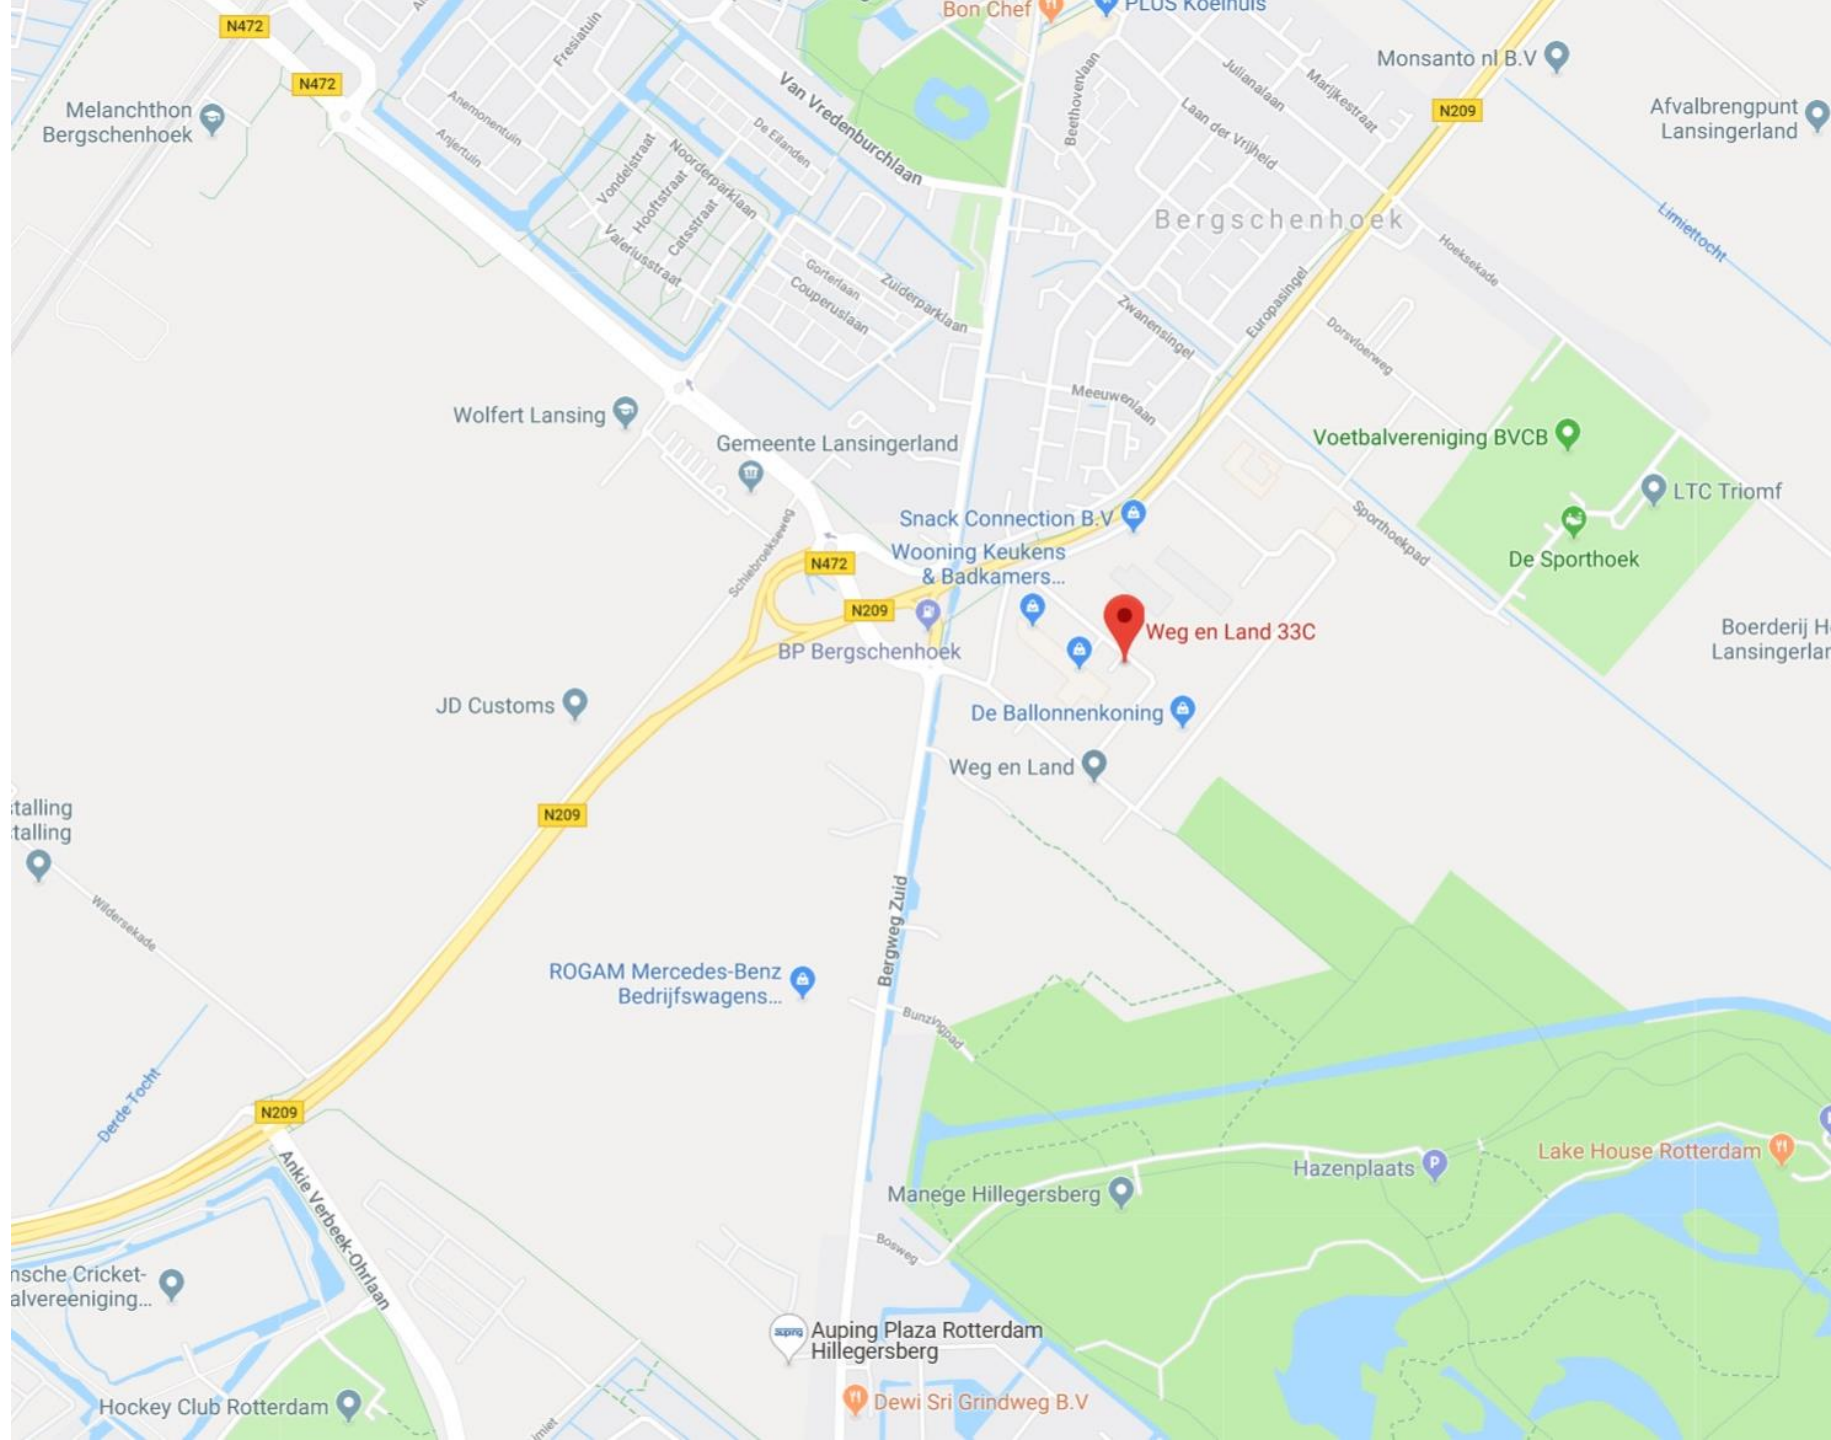 Bon Chef
PLUS Koelhuis
N472
Fresiatuin
Monsanto nl B.V
N472
Van Vredenburchlaan
Beethovenlaan
Julianalaan
Marijkestraat
N209
Afvalbrengpunt
Lansingerland
Melanchthon
Bergschenhoek
Anemonentuin
Anjertuin
De Eilanden
Laan der Vrijheid
Vondelstraat
Noorderparklaan
Hooftstraat
Catsstraat
Valeriusstraat
Bergschenhoek
Limiettocht
Hoeksekade
Gorterlaan
Couperuslaan
Zuiderparklaan
Zwanensingel
Europasingel
Dorsvloerweg
Meeuwenlaan
Wolfert Lansing
Gemeente Lansingerland
Voetbalvereniging BVCB
LTC Triomf
Snack Connection B.V
Sporthoekpad
Schiebroekseweg
Wooning Keukens
& Badkamers...
N472
De Sporthoek
N209
Weg en Land 33C
Boerderij H
Lansingerlar
BP Bergschenhoek
JD Customs
De Ballonnenkoning
Weg en Land
talling
talling
N209
Wildersekade
Bergweg Zuid
ROGAM Mercedes-Benz
Bedrijfswagens...
Bunzingpad
Derde Tocht
N209
Ankie Verbeek-Ohrlaan
Lake House Rotterdam
Hazenplaats
P
Manege Hillegersberg
Bosweg
nsche Cricket-
alvereeniging...
auping
Auping Plaza Rotterdam
Hillegersberg
Dewi Sri Grindweg B.V
Hockey Club Rotterdam